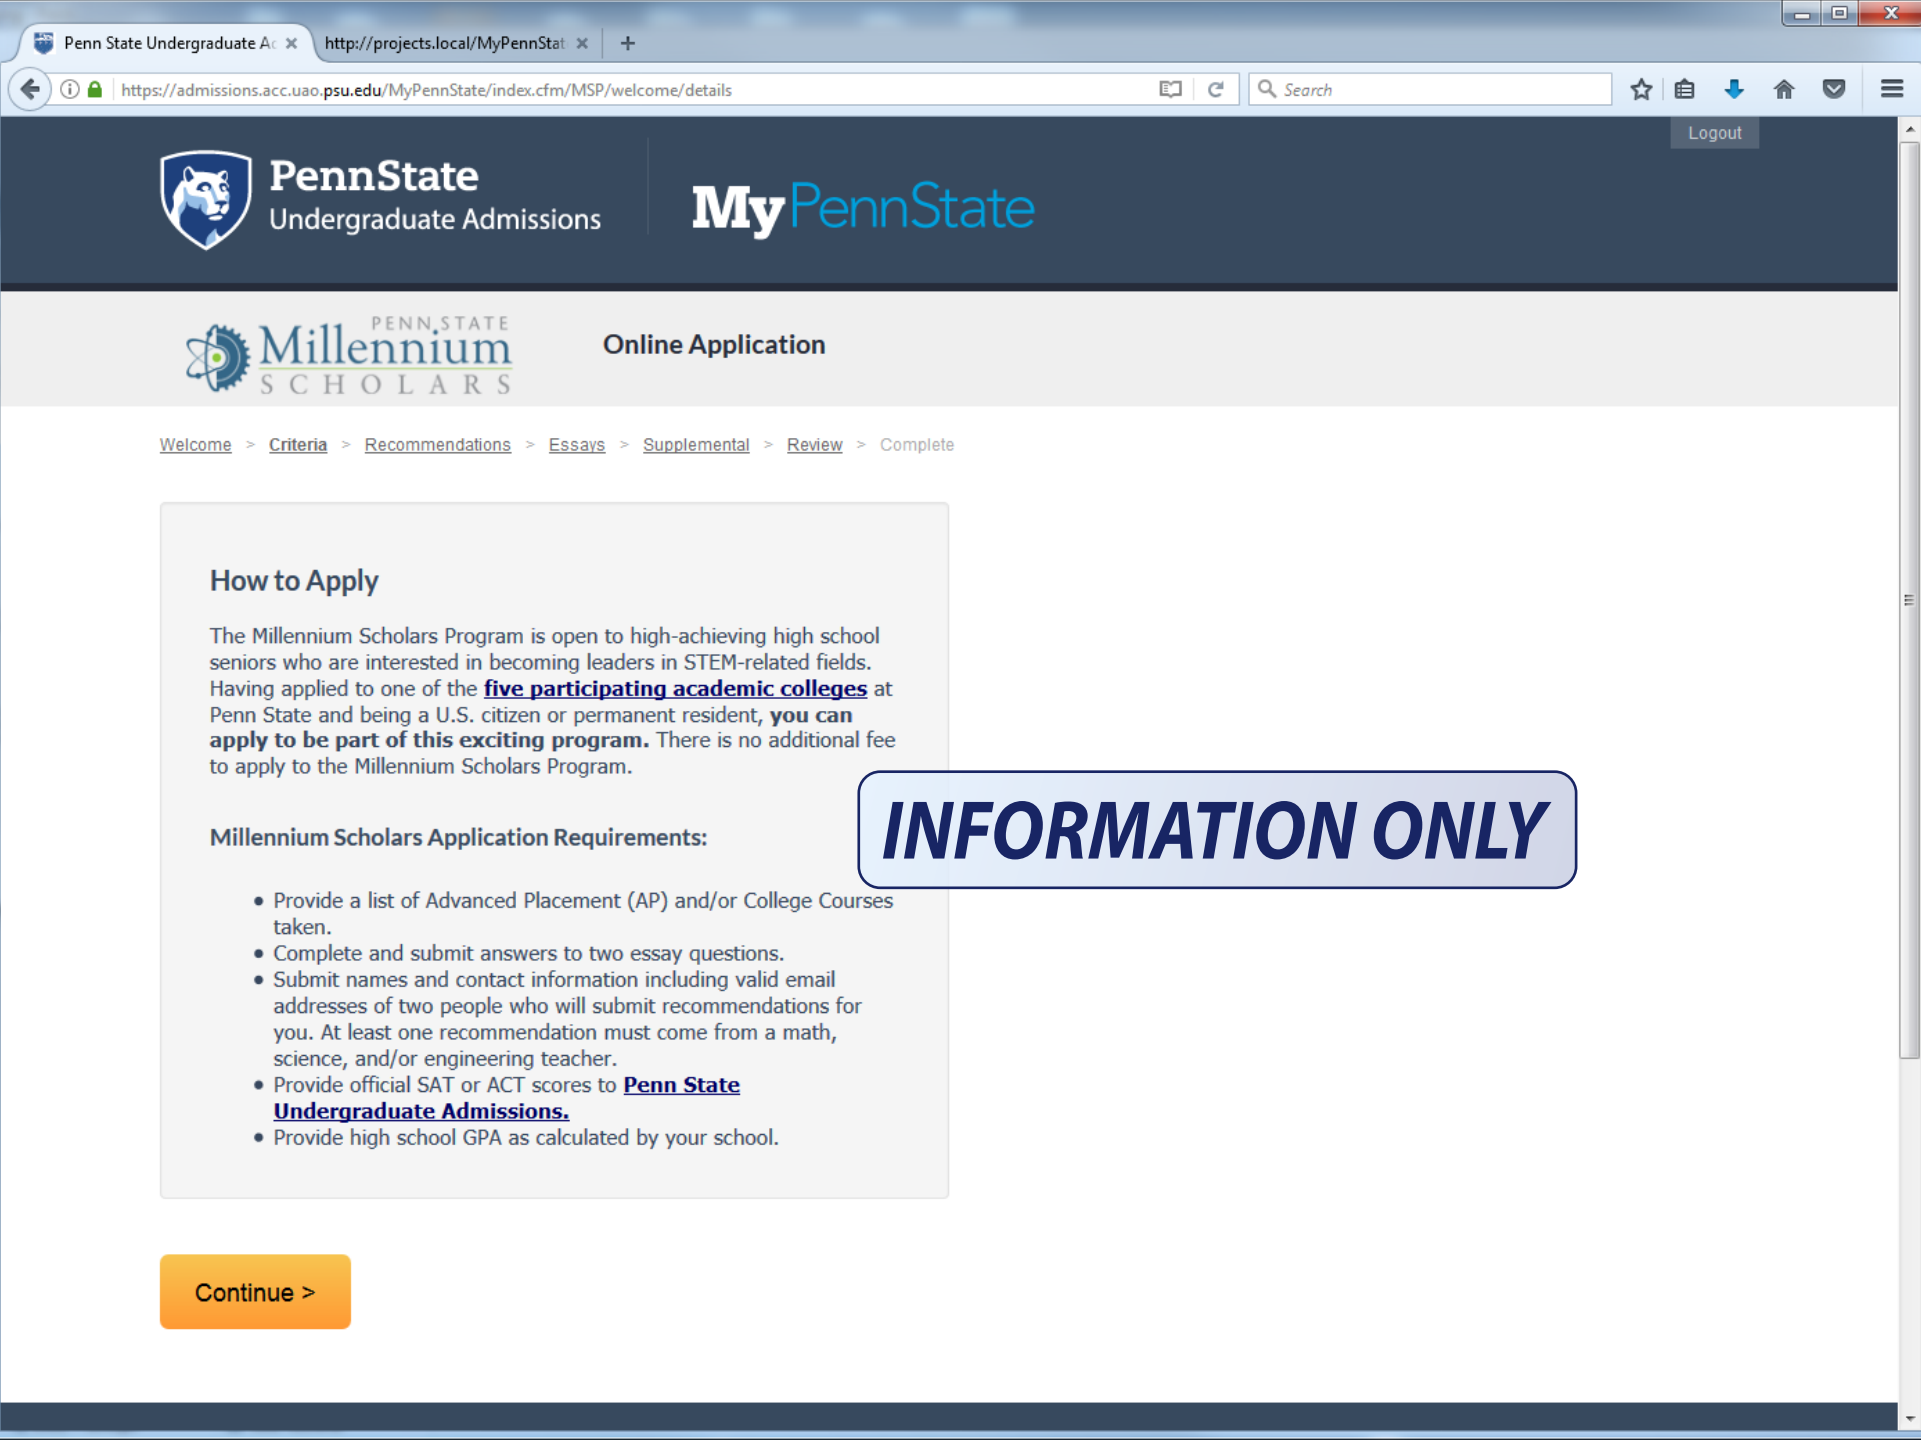 Penn State Undergraduate Ac
http://projects.local/MyPennStat
https://admissions.acc.uao.psu.edu/MyPennState/index.cfm/MSP/welcome/details
Search
Logout
PennState
Undergraduate Admissions
MyPennState
PENN STATE
Millennium
SCHOLARS
Online Application
Welcome > Criteria > Recommendations > Essays > Supplemental > Review > Complete
How to Apply
The Millennium Scholars Program is open to high-achieving high school
seniors who are interested in becoming leaders in STEM-related fields.
Having applied to one of the five participating academic colleges at
Penn State and being a U.S. citizen or permanent resident, you can
apply to be part of this exciting program. There is no additional fee
to apply to the Millennium Scholars Program.
INFORMATION ONLY
Millennium Scholars Application Requirements:
• Provide a list of Advanced Placement (AP) and/or College Courses
taken.
• Complete and submit answers to two essay questions.
• Submit names and contact information including valid email
addresses of two people who will submit recommendations for
you. At least one recommendation must come from a math,
science, and/or engineering teacher.
• Provide official SAT or ACT scores to Penn State
Undergraduate Admissions.
• Provide high school GPA as calculated by your school.
Continue >